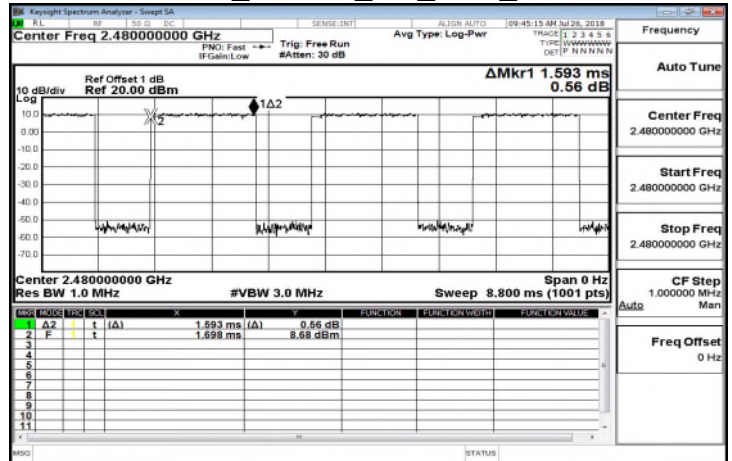 Keysight Spectrum Analyzer - Swept SA
RL RF 50 Ω DC SENSE:INT ALIGN AUTO 09:45:15 AM Jul 26, 2018
Center Freq 2.480000000 GHz
PNO: Fast
IFGain:Low
Trig: Free Run
#Atten: 30 dB
Avg Type: Log-Pwr
TRACE 1 2 3 4 5 6
TYPE WWWWWW
DET P NNNNN
Frequency
Auto Tune
Center Freq
2.480000000 GHz
Start Freq
2.480000000 GHz
Stop Freq
2.480000000 GHz
CF Step
1.000000 MHz
Auto Man
Freq Offset
0 Hz
ΔMkr1 1.593 ms
0.56 dB
Ref Offset 1 dB
10 dB/div Ref 20.00 dBm
Log
10.0
0.00
-10.0
-20.0
-30.0
-40.0
-50.0
-60.0
-70.0
1Δ2
2
Center 2.480000000 GHz Span 0 Hz
Res BW 1.0 MHz #VBW 3.0 MHz Sweep 8.800 ms (1001 pts)
MKR MODE TRC SCL X Y FUNCTION FUNCTION WIDTH FUNCTION VALUE
1 Δ2 1 t (Δ) 1.593 ms (Δ) 0.56 dB
2 F 1 t 1.698 ms 8.68 dBm
3
4
5
6
7
8
9
10
11
MSG STATUS